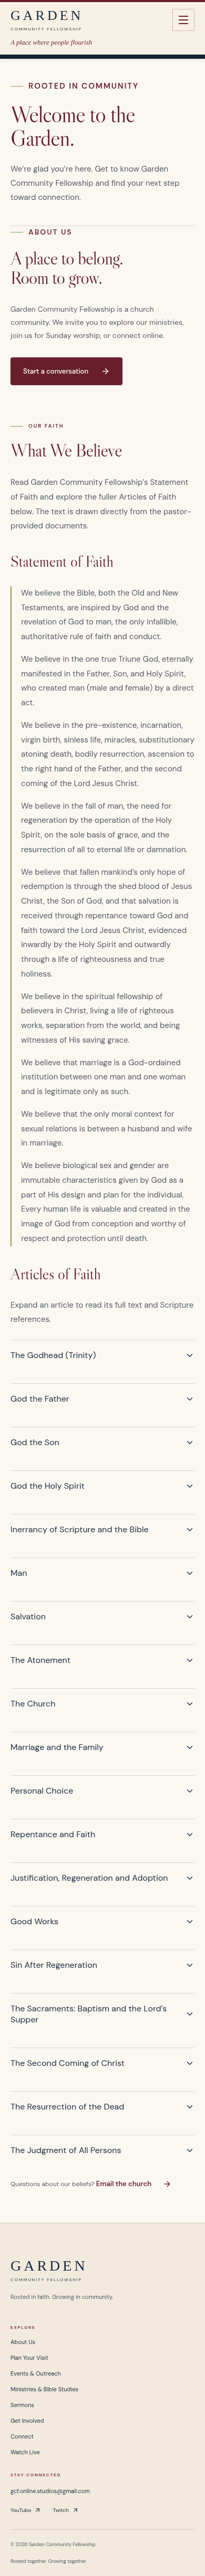 GARDEN
COMMUNITY FELLOWSHIP
A place where people flourish
ROOTED IN COMMUNITY
Welcome to the
Garden.
We're glad you're here. Get to know Garden
Community Fellowship and find your next step
toward connection.
ABOUT US
A place to belong.
Room to grow.
Garden Community Fellowship is a church
community. We invite you to explore our ministries,
join us for Sunday worship, or connect online.
Start a conversation →
OUR FAITH
What We Believe
Read Garden Community Fellowship's Statement
of Faith and explore the fuller Articles of Faith
below. The text is drawn directly from the pastor-
provided documents.
Statement of Faith
We believe the Bible, both the Old and New
Testaments, are inspired by God and the
revelation of God to man, the only infallible,
authoritative rule of faith and conduct.
We believe in the one true Triune God, eternally
manifested in the Father, Son, and Holy Spirit,
who created man (male and female) by a direct
act.
We believe in the pre-existence, incarnation,
virgin birth, sinless life, miracles, substitutionary
atoning death, bodily resurrection, ascension to
the right hand of the Father, and the second
coming of the Lord Jesus Christ.
We believe in the fall of man, the need for
regeneration by the operation of the Holy
Spirit, on the sole basis of grace, and the
resurrection of all to eternal life or damnation.
We believe that fallen mankind's only hope of
redemption is through the shed blood of Jesus
Christ, the Son of God, and that salvation is
received through repentance toward God and
faith toward the Lord Jesus Christ, evidenced
inwardly by the Holy Spirit and outwardly
through a life of righteousness and true
holiness.
We believe in the spiritual fellowship of
believers in Christ, living a life of righteous
works, separation from the world, and being
witnesses of His saving grace.
We believe that marriage is a God-ordained
institution between one man and one woman
and is legitimate only as such.
We believe that the only moral context for
sexual relations is between a husband and wife
in marriage.
We believe biological sex and gender are
immutable characteristics given by God as a
part of His design and plan for the individual.
Every human life is valuable and created in the
image of God from conception and worthy of
respect and protection until death.
Articles of Faith
Expand an article to read its full text and Scripture
references.
The Godhead (Trinity)
God the Father
God the Son
God the Holy Spirit
Inerrancy of Scripture and the Bible
Man
Salvation
The Atonement
The Church
Marriage and the Family
Personal Choice
Repentance and Faith
Justification, Regeneration and Adoption
Good Works
Sin After Regeneration
The Sacraments: Baptism and the Lord's
Supper
The Second Coming of Christ
The Resurrection of the Dead
The Judgment of All Persons
Questions about our beliefs? Email the church →
GARDEN
COMMUNITY FELLOWSHIP
Rooted in faith. Growing in community.
EXPLORE
About Us
Plan Your Visit
Events & Outreach
Ministries & Bible Studies
Sermons
Get Involved
Connect
Watch Live
STAY CONNECTED
gcf.online.studios@gmail.com
YouTube ↗ Twitch ↗
© 2026 Garden Community Fellowship
Rooted together. Growing together.